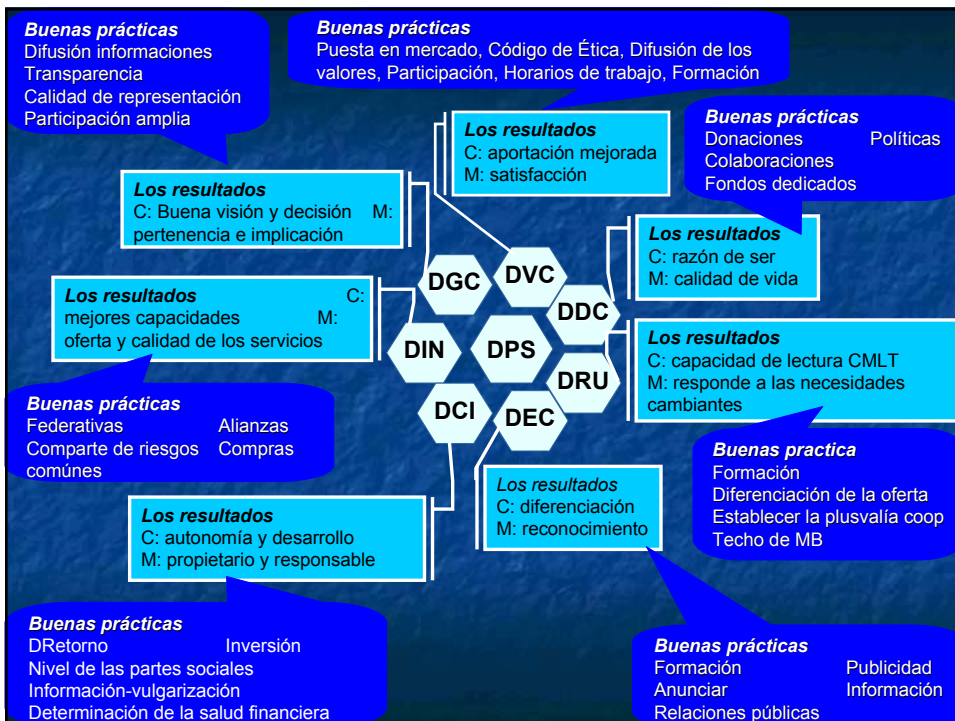 Buenas prácticas
Difusión informaciones
Transparencia
Calidad de representación
Participación amplia
Buenas prácticas
Puesta en mercado, Código de Ética, Difusión de los
valores, Participación, Horarios de trabajo, Formación
Los resultados
C: aportación mejorada
M: satisfacción
Buenas prácticas
Donaciones Políticas
Colaboraciones
Fondos dedicados
Los resultados
C: Buena visión y decisión M:
pertenencia e implicación
Los resultados
C: razón de ser
M: calidad de vida
Los resultados C:
mejores capacidades M:
oferta y calidad de los servicios
DGC
DVC
DDC
DIN
DPS
DRU
DCI
DEC
Los resultados
C: capacidad de lectura CMLT
M: responde a las necesidades
cambiantes
Buenas prácticas
Federativas Alianzas
Comparte de riesgos Compras
comúnes
Buenas practica
Formación
Diferenciación de la oferta
Establecer la plusvalía coop
Techo de MB
Los resultados
C: autonomía y desarrollo
M: propietario y responsable
Los resultados
C: diferenciación
M: reconocimiento
Buenas prácticas
DRetorno Inversión
Nivel de las partes sociales
Información-vulgarización
Determinación de la salud financiera
Buenas prácticas
Formación Publicidad
Anunciar Información
Relaciones públicas